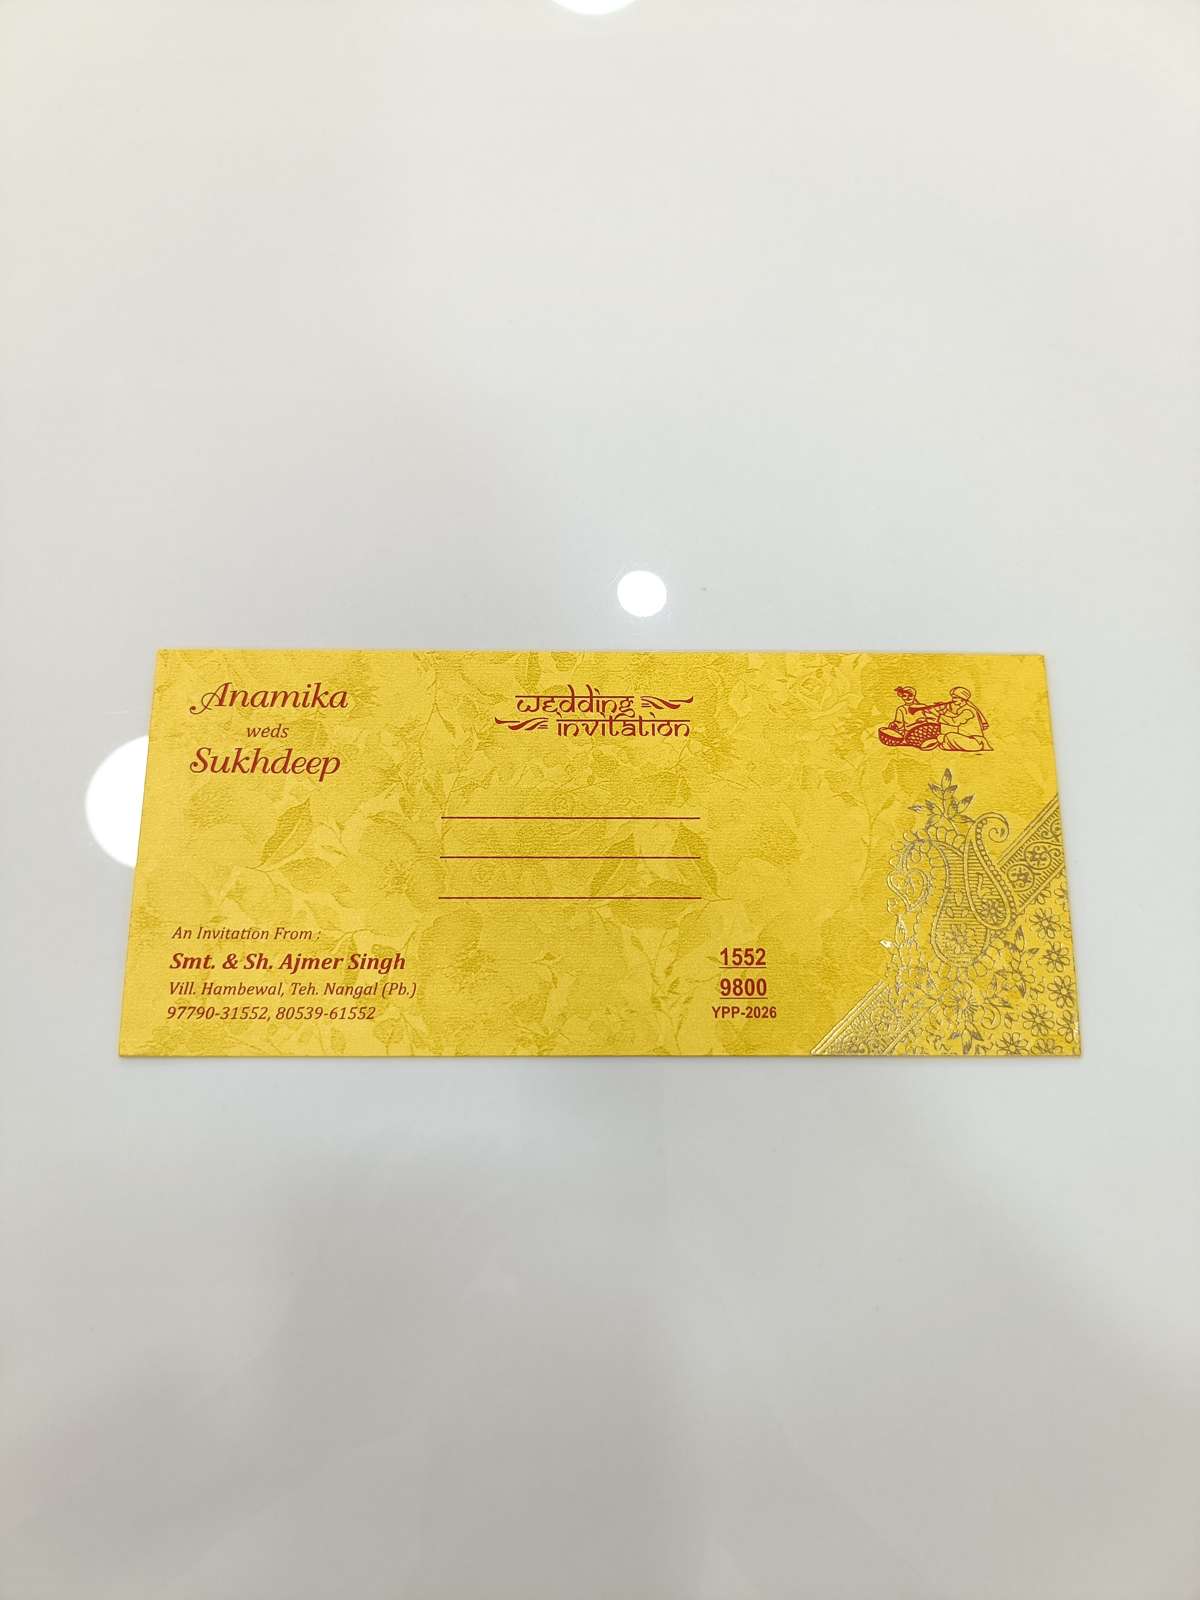 Anamika
weds
Sukhdeep
wedding
invitation
An Invitation From :
Smt. & Sh. Ajmer Singh
Vill. Hambewal, Teh. Nangal (Pb.)
97790-31552, 80539-61552
1552
9800
YPP-2026